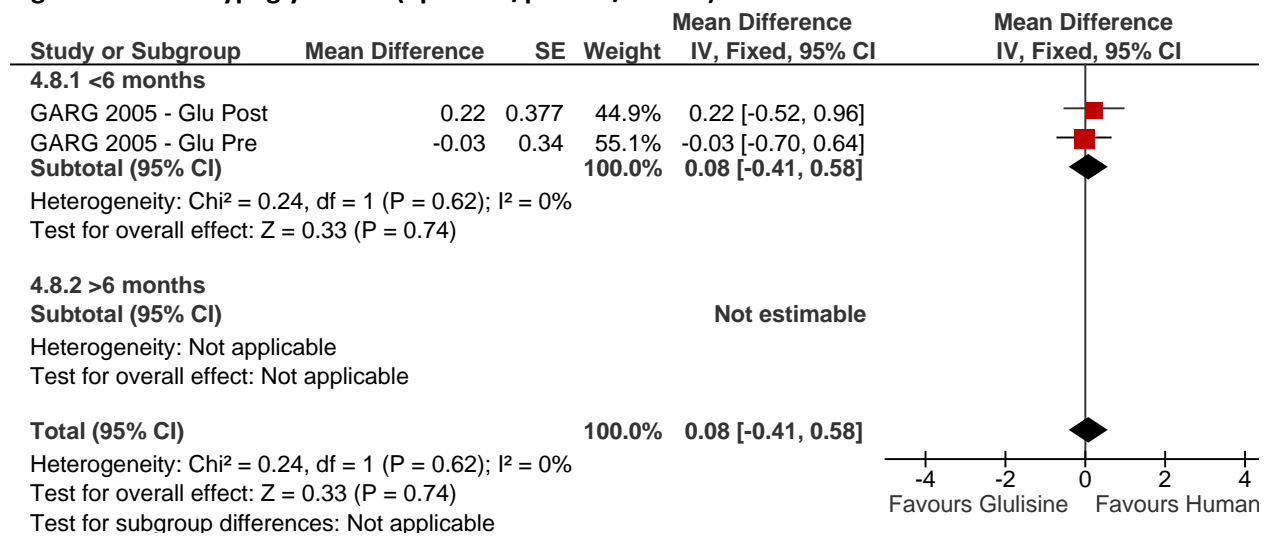 Mean Difference Mean Difference
Study or Subgroup Mean Difference SE Weight IV, Fixed, 95% CI IV, Fixed, 95% CI
4.8.1 <6 months
GARG 2005 - Glu Post 0.22 0.377 44.9% 0.22 [-0.52, 0.96]
GARG 2005 - Glu Pre -0.03 0.34 55.1% -0.03 [-0.70, 0.64]
Subtotal (95% CI) 100.0% 0.08 [-0.41, 0.58]
Heterogeneity: Chi² = 0.24, df = 1 (P = 0.62); I² = 0%
Test for overall effect: Z = 0.33 (P = 0.74)
4.8.2 >6 months
Subtotal (95% CI) Not estimable
Heterogeneity: Not applicable
Test for overall effect: Not applicable
Total (95% CI) 100.0% 0.08 [-0.41, 0.58]
Heterogeneity: Chi² = 0.24, df = 1 (P = 0.62); I² = 0%
Test for overall effect: Z = 0.33 (P = 0.74)
Test for subgroup differences: Not applicable
-4 -2 0 2 4
Favours Glulisine Favours Human